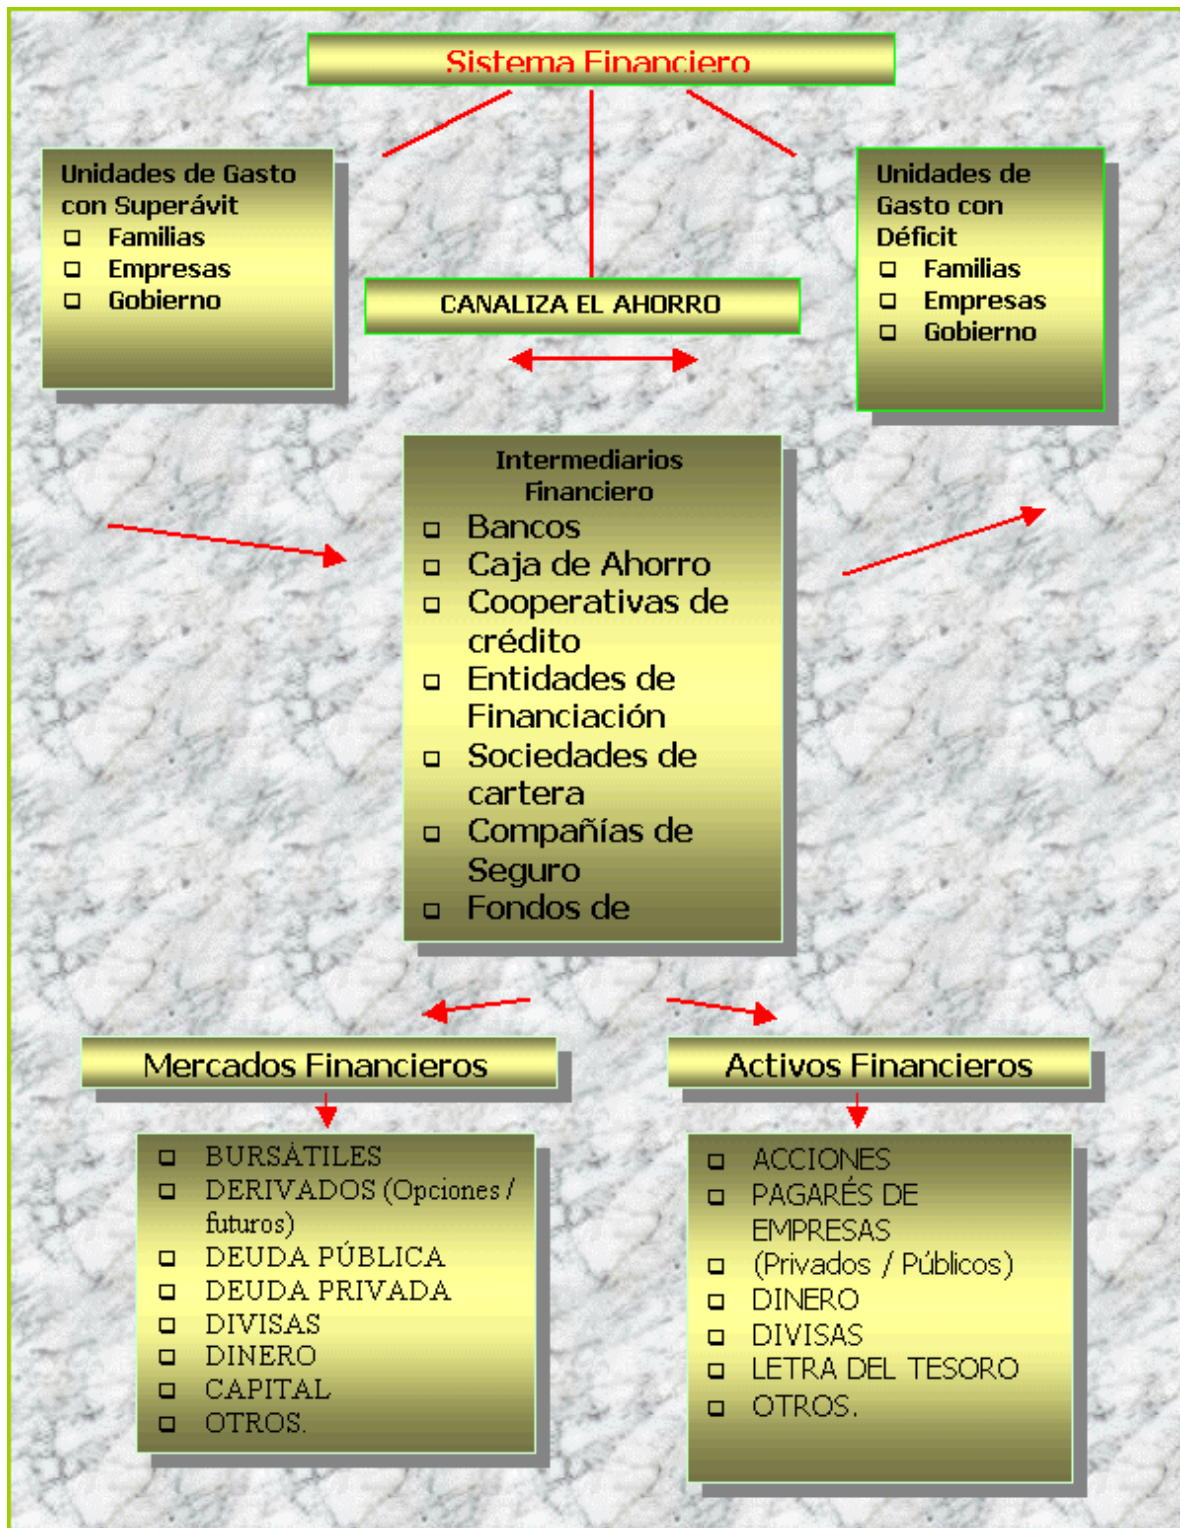 Sistema Financiero
Unidades de Gasto
con Superávit
❑ Familias
❑ Empresas
❑ Gobierno
Unidades de
Gasto con
Déficit
❑ Familias
❑ Empresas
❑ Gobierno
CANALIZA EL AHORRO
Intermediarios
Financiero
❑ Bancos
❑ Caja de Ahorro
❑ Cooperativas de
crédito
❑ Entidades de
Financiación
❑ Sociedades de
cartera
❑ Compañías de
Seguro
❑ Fondos de
Mercados Financieros
❑ BURSÁTILES
❑ DERIVADOS (Opciones /
futuros)
❑ DEUDA PÚBLICA
❑ DEUDA PRIVADA
❑ DIVISAS
❑ DINERO
❑ CAPITAL
❑ OTROS.
Activos Financieros
❑ ACCIONES
❑ PAGARÉS DE
EMPRESAS
❑ (Privados / Públicos)
❑ DINERO
❑ DIVISAS
❑ LETRA DEL TESORO
❑ OTROS.